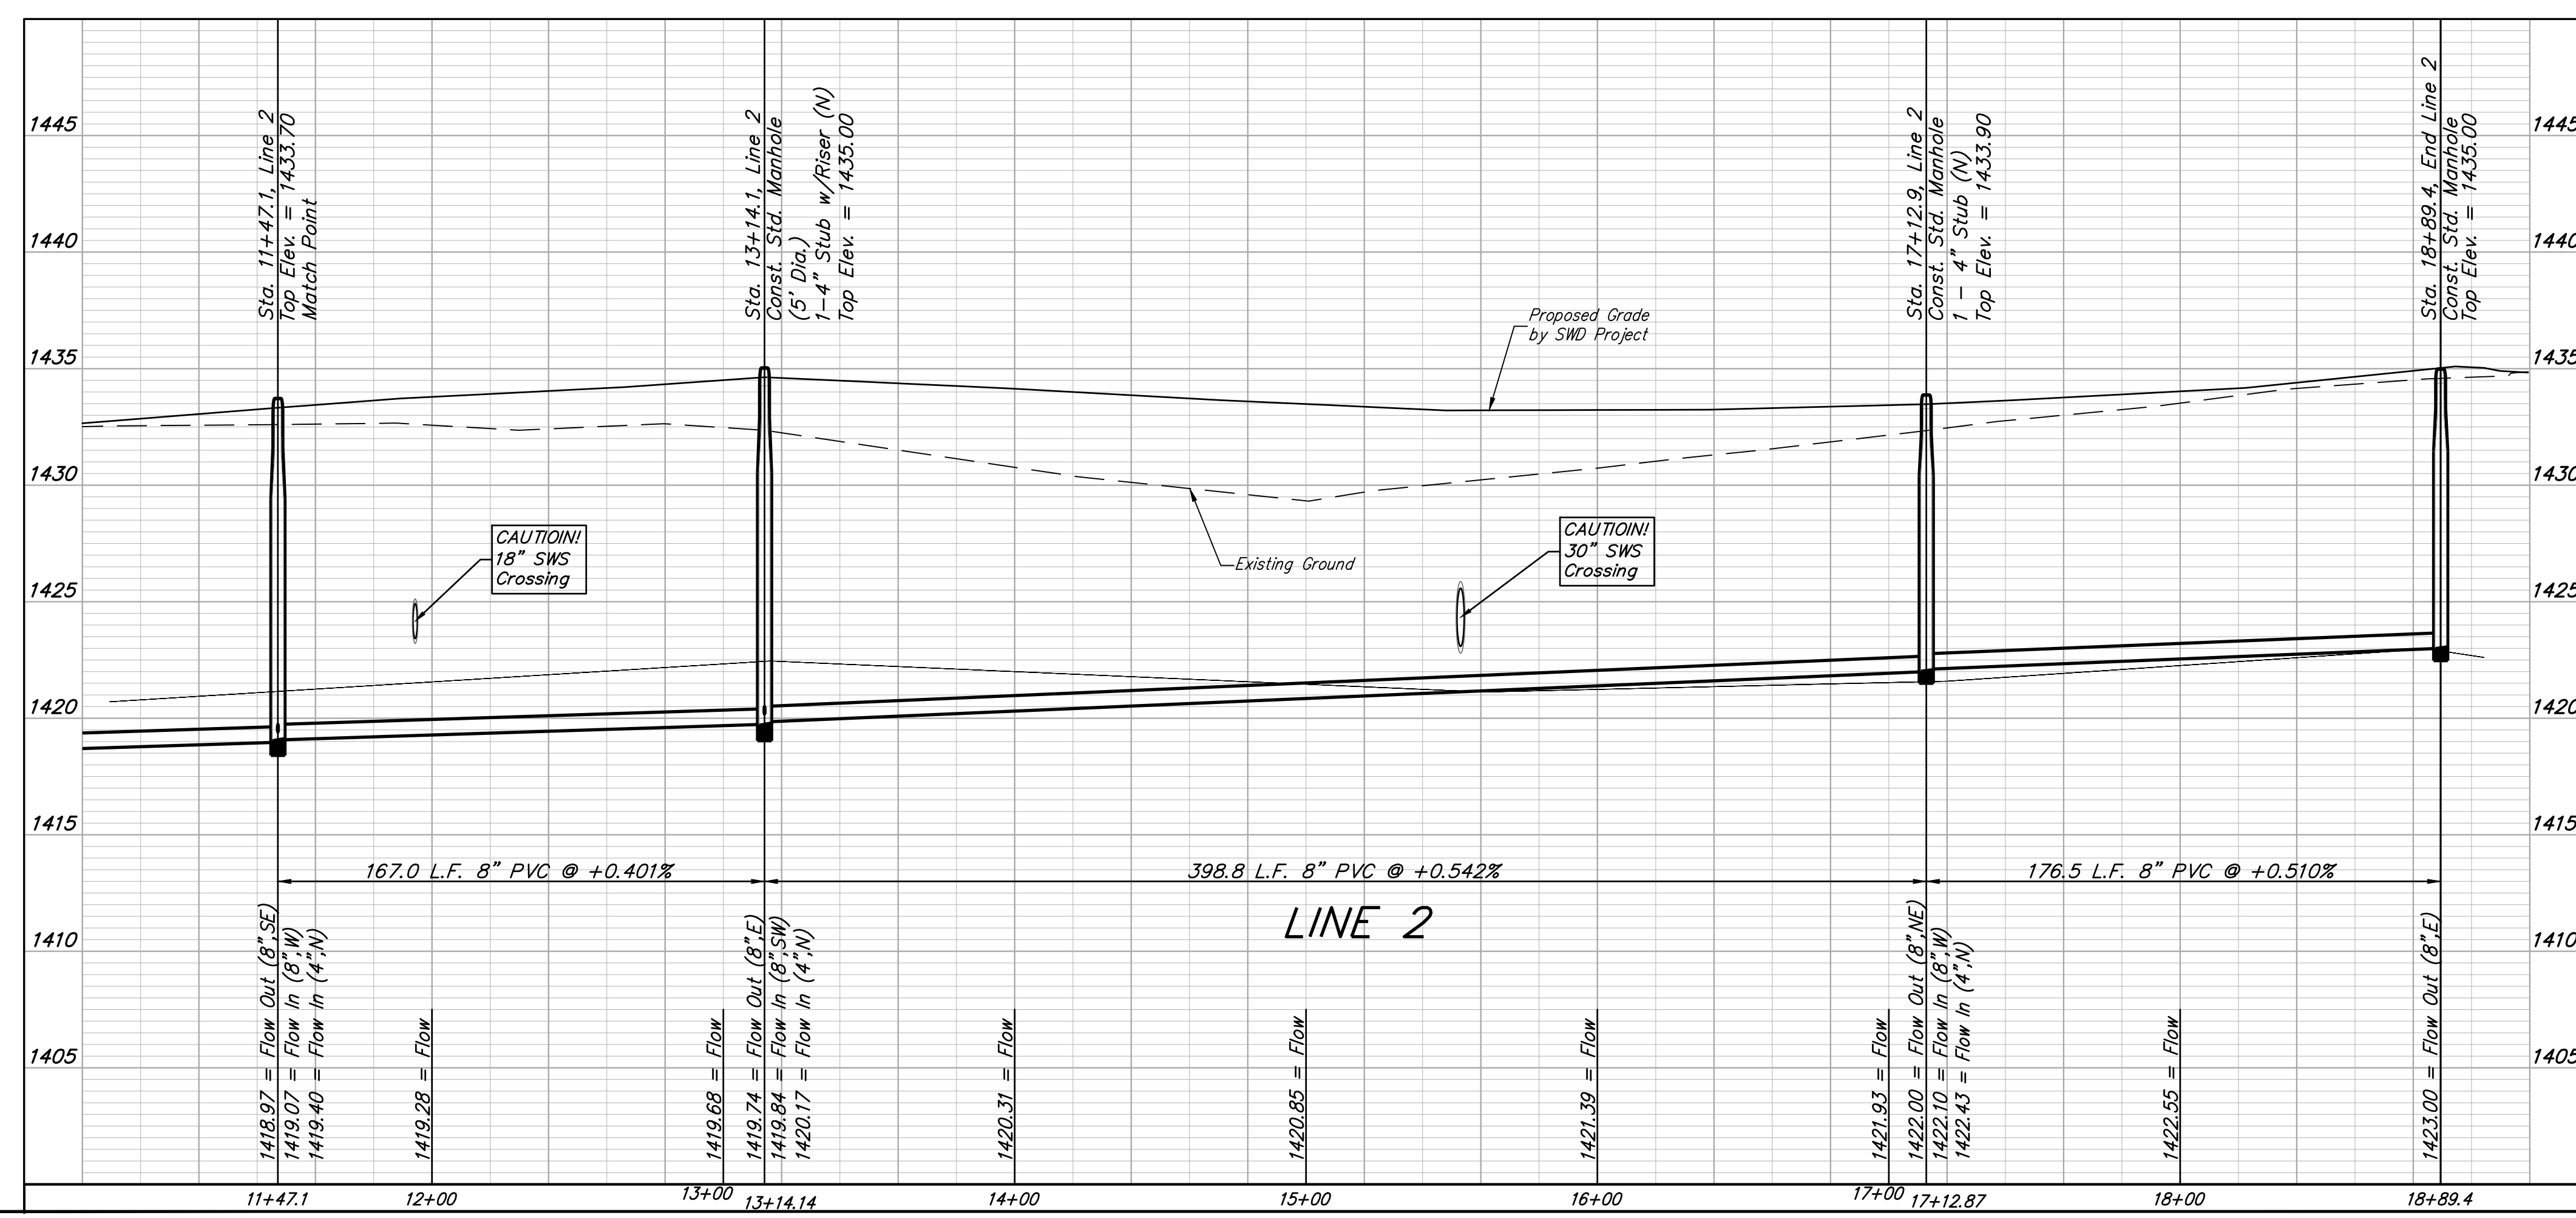 Sta. 11+47.1, Line 2
Top Elev. = 1433.70
Match Point
Sta. 13+14.1, Line 2
Const. Std. Manhole
(5' Dia.)
1-4" Stub w/Riser (N)
Top Elev. = 1435.00
Sta. 17+12.9, Line 2
Const. Std. Manhole
1 - 4" Stub (N)
Top Elev. = 1433.90
Sta. 18+89.4, End Line 2
Const. Std. Manhole
Top Elev. = 1435.00
1445
1440
1435
1430
1425
1420
1415
1410
1405
1445
1440
1435
1430
1425
1420
1415
1410
1405
Proposed Grade
by SWD Project
CAUTIOIN!
18" SWS
Crossing
Existing Ground
CAUTIOIN!
30" SWS
Crossing
167.0 L.F. 8" PVC @ +0.401%
398.8 L.F. 8" PVC @ +0.542%
176.5 L.F. 8" PVC @ +0.510%
LINE 2
1418.97 = Flow Out (8",SE)
1419.07 = Flow In (8",W)
1419.40 = Flow In (4",N)
1419.28 = Flow
1419.68 = Flow
1419.74 = Flow Out (8",E)
1419.84 = Flow In (8",SW)
1420.17 = Flow In (4",N)
1420.31 = Flow
1420.85 = Flow
1421.39 = Flow
1421.93 = Flow
1422.00 = Flow Out (8",NE)
1422.10 = Flow In (8",W)
1422.43 = Flow In (4",N)
1422.55 = Flow
1423.00 = Flow Out (8",E)
11+47.1
12+00
13+00
13+14.14
14+00
15+00
16+00
17+00
17+12.87
18+00
18+89.4